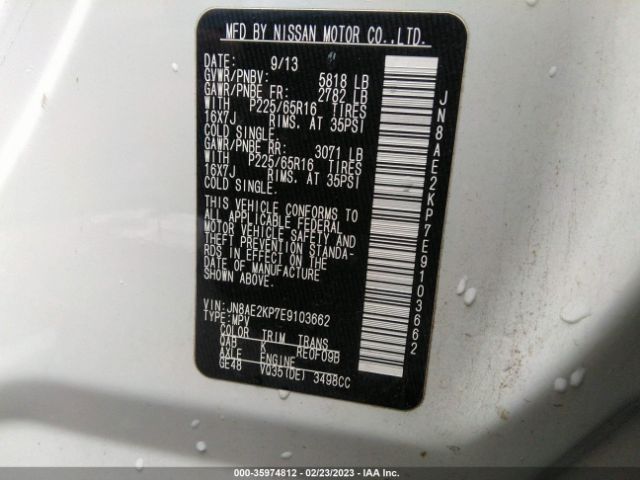 MFD BY NISSAN MOTOR CO.,LTD.
DATE: 9/13
GVWR/PNBV: 5818 LB
GAWR/PNBE FR: 2782 LB
WITH P225/65R16 TIRES
16X7J RIMS, AT 35PSI
COLD SINGLE.
GAWR/PNBE RR: 3071 LB
WITH P225/65R16 TIRES
16X7J RIMS, AT 35PSI
COLD SINGLE.
THIS VEHICLE CONFORMS TO
ALL APPLICABLE FEDERAL
MOTOR VEHICLE SAFETY AND
THEFT PREVENTION STANDA-
RDS IN EFFECT ON THE
DATE OF MANUFACTURE
SHOWN ABOVE.
VIN:JN8AE2KP7E9103662
TYPE:MPV
COLOR TRIM TRANS
QAB K RE0F09B
AXLE ENGINE
GE48 VQ35(DE) 3498CC
JN8AE2KP7E9103662
000-35974812 - 02/23/2023 - IAA Inc.